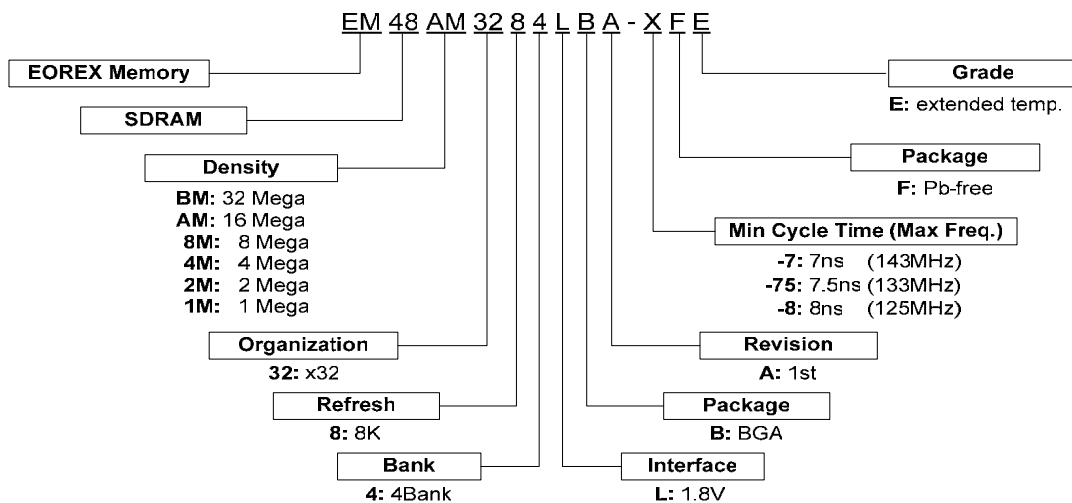 EM 48 AM 32 8 4 L B A - X F E
EOREX Memory
Grade
E: extended temp.
SDRAM
Density
BM: 32 Mega
AM: 16 Mega
8M: 8 Mega
4M: 4 Mega
2M: 2 Mega
1M: 1 Mega
Package
F: Pb-free
Min Cycle Time (Max Freq.)
-7: 7ns (143MHz)
-75: 7.5ns (133MHz)
-8: 8ns (125MHz)
Organization
32: x32
Revision
A: 1st
Refresh
8: 8K
Package
B: BGA
Bank
4: 4Bank
Interface
L: 1.8V